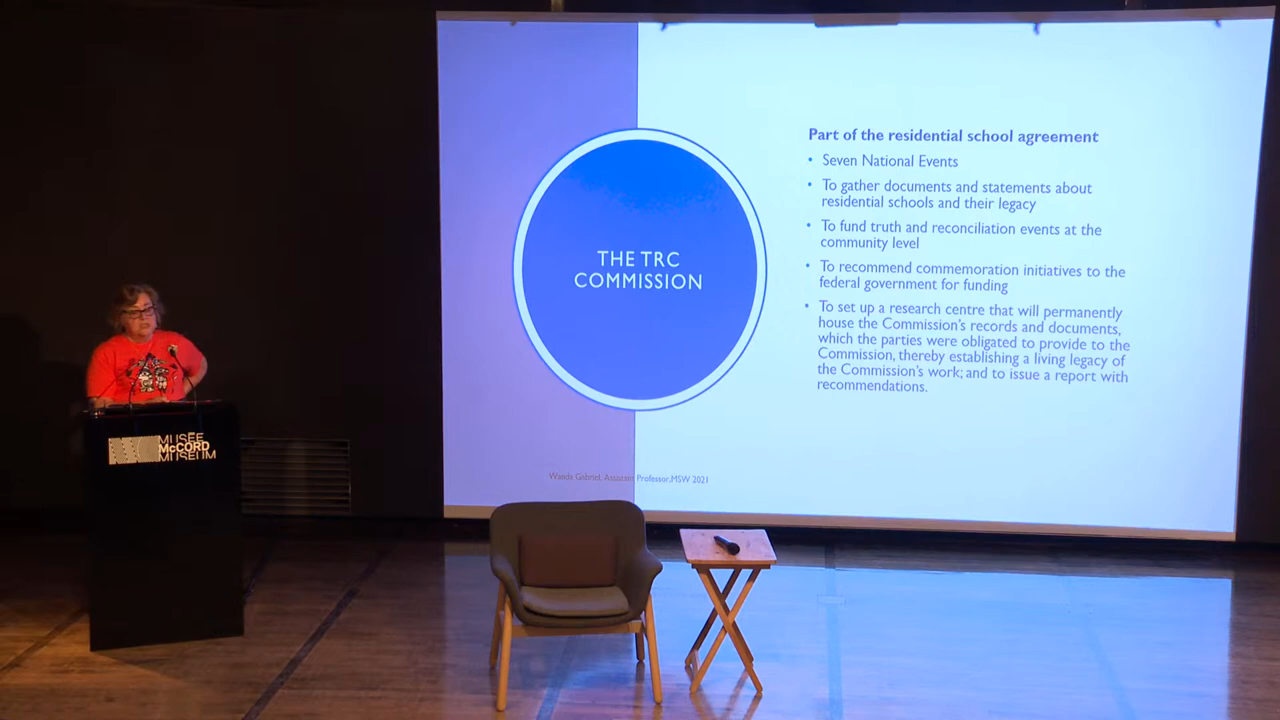 Part of the residential school agreement
• Seven National Events
• To gather documents and statements about
residential schools and their legacy
• To fund truth and reconciliation events at the
community level
• To recommend commemoration initiatives to the
federal government for funding
• To set up a research centre that will permanently
house the Commission's records and documents,
which the parties were obligated to provide to the
Commission, thereby establishing a living legacy of
the Commission's work; and to issue a report with
recommendations.
THE TRC
COMMISSION
Wanda Gabriel, Assistant Professor, MSW 2021
MUSÉE
McCORD
MUSEUM